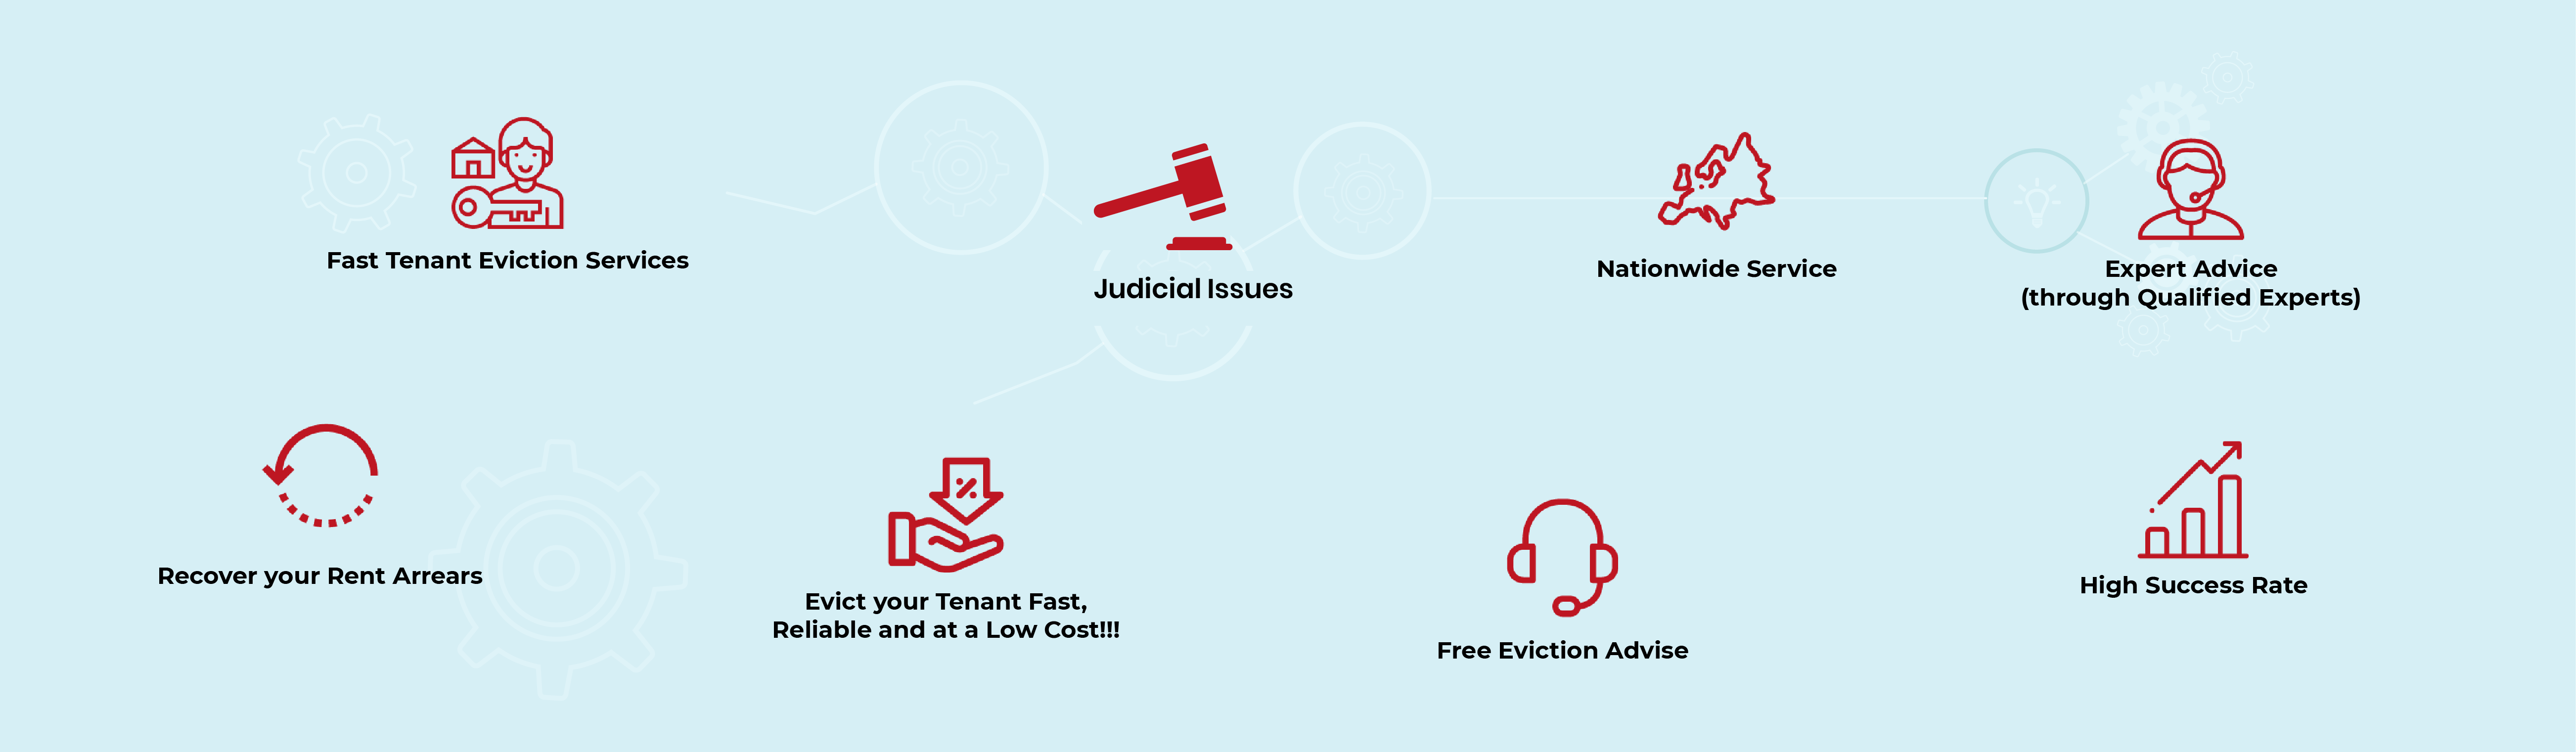 Fast Tenant Eviction Services
Judicial Issues
Nationwide Service
Expert Advice
(through Qualified Experts)
Recover your Rent Arrears
Evict your Tenant Fast,
Reliable and at a Low Cost!!!
Free Eviction Advise
High Success Rate